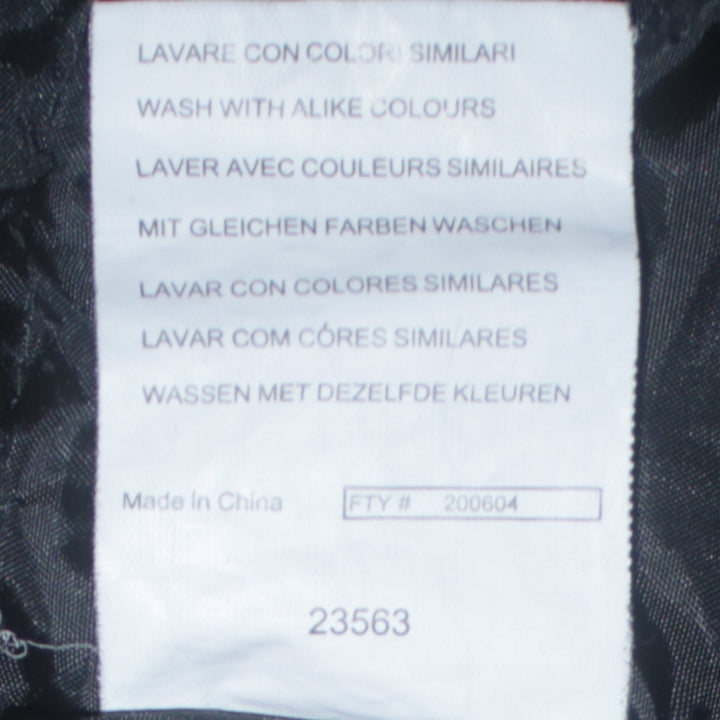 LAVARE CON COLORI SIMILARI
WASH WITH ALIKE COLOURS
LAVER AVEC COULEURS SIMILAIRES
MIT GLEICHEN FARBEN WASCHEN
LAVAR CON COLORES SIMILARES
LAVAR COM CÓRES SIMILARES
WASSEN MET DEZELFDE KLEUREN
Made in China FTY # 200604
23563